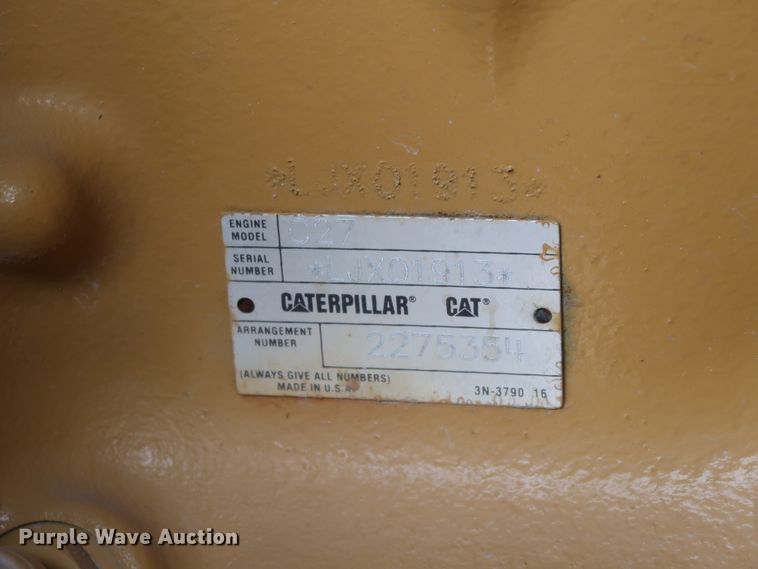 *LJX01913*
ENGINE MODEL C27
SERIAL NUMBER *LJX01913*
CATERPILLAR® CAT®
ARRANGEMENT NUMBER 2275354
(ALWAYS GIVE ALL NUMBERS)
MADE IN U.S.A. 3N-3790 16
Purple Wave Auction